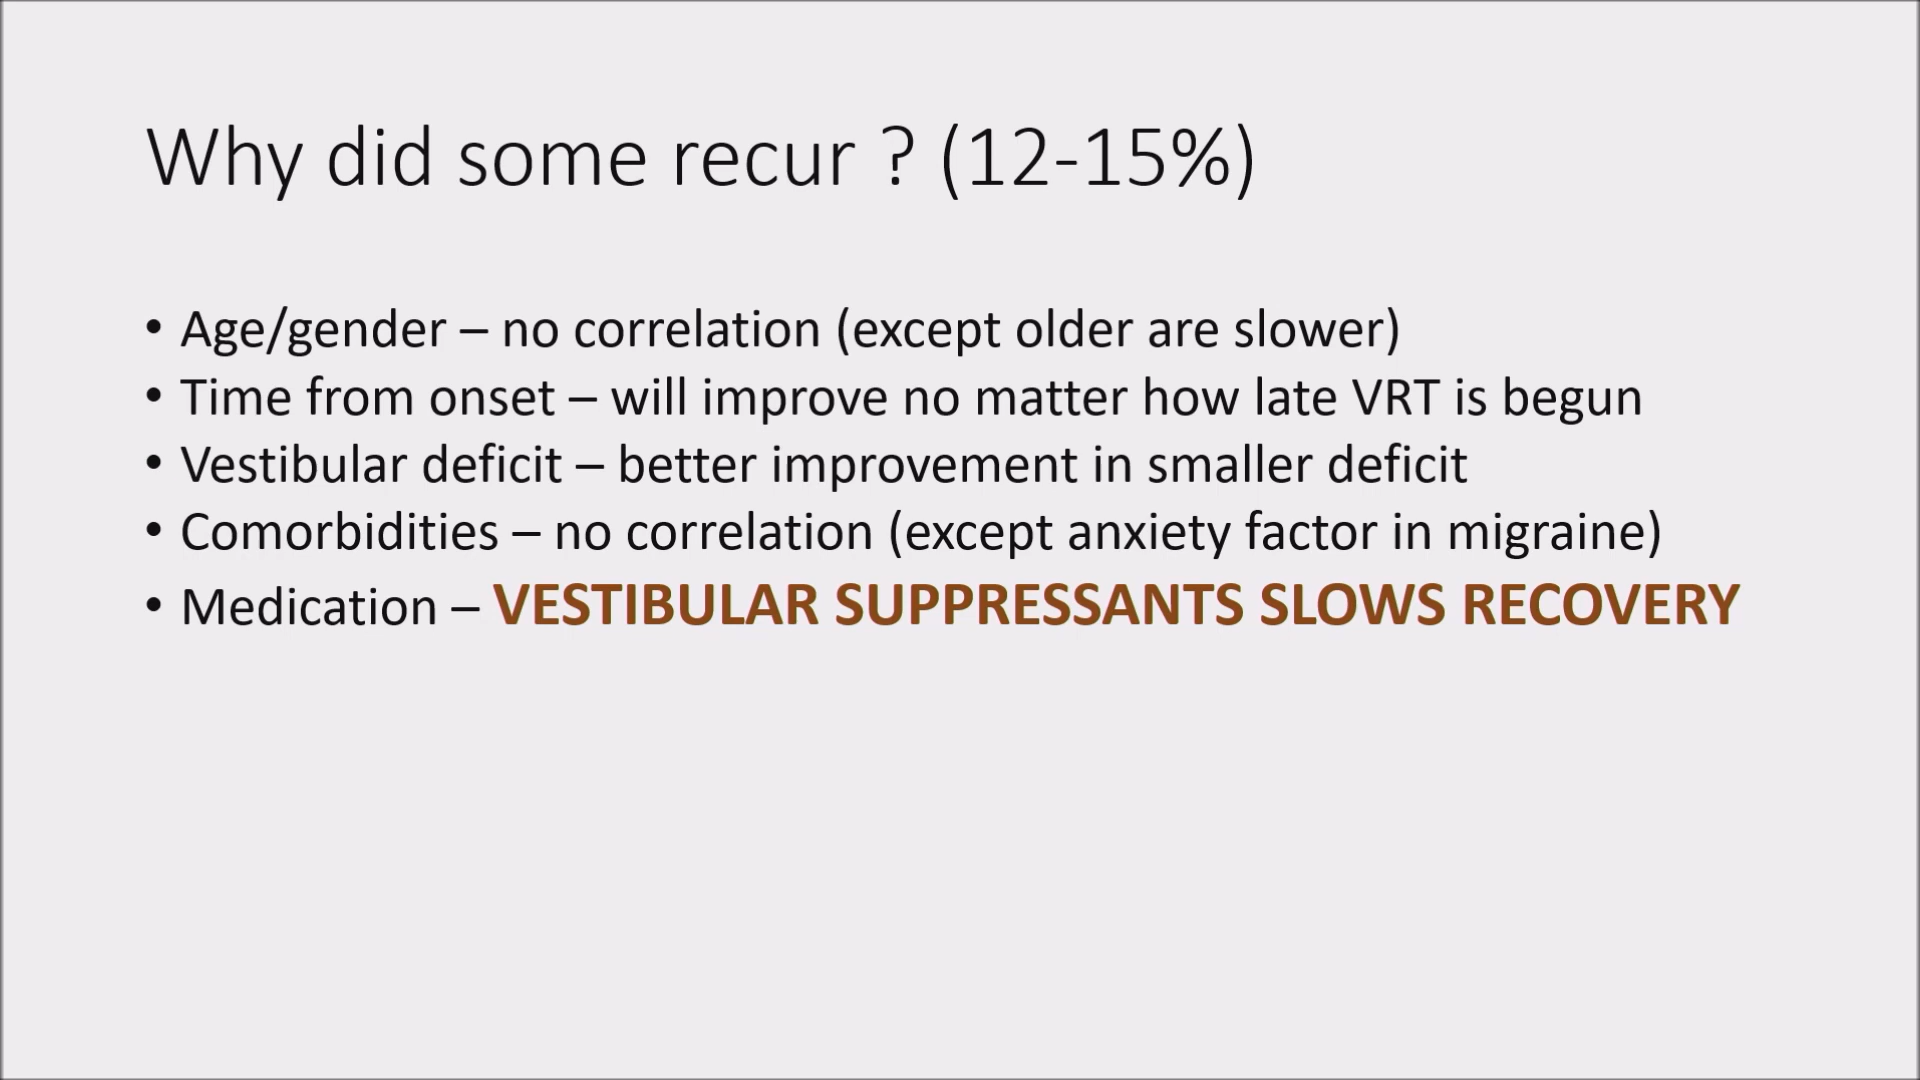 Why did some recur ? (12-15%)
• Age/gender – no correlation (except older are slower)
• Time from onset – will improve no matter how late VRT is begun
• Vestibular deficit – better improvement in smaller deficit
• Comorbidities – no correlation (except anxiety factor in migraine)
• Medication – VESTIBULAR SUPPRESSANTS SLOWS RECOVERY